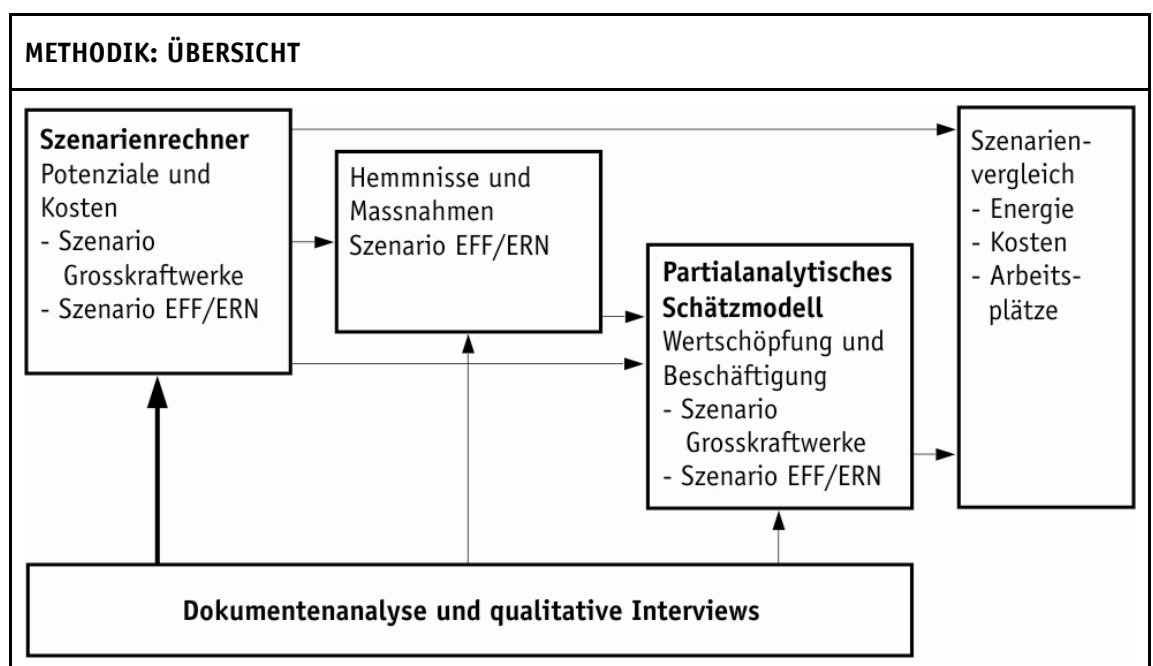 METHODIK: ÜBERSICHT
Szenarienrechner
Potenziale und
Kosten
- Szenario
Grosskraftwerke
- Szenario EFF/ERN
Hemmnisse und
Massnahmen
Szenario EFF/ERN
Partialanalytisches
Schätzmodell
Wertschöpfung und
Beschäftigung
- Szenario
Grosskraftwerke
- Szenario EFF/ERN
Szenarien-
vergleich
- Energie
- Kosten
- Arbeits-
plätze
Dokumentenanalyse und qualitative Interviews